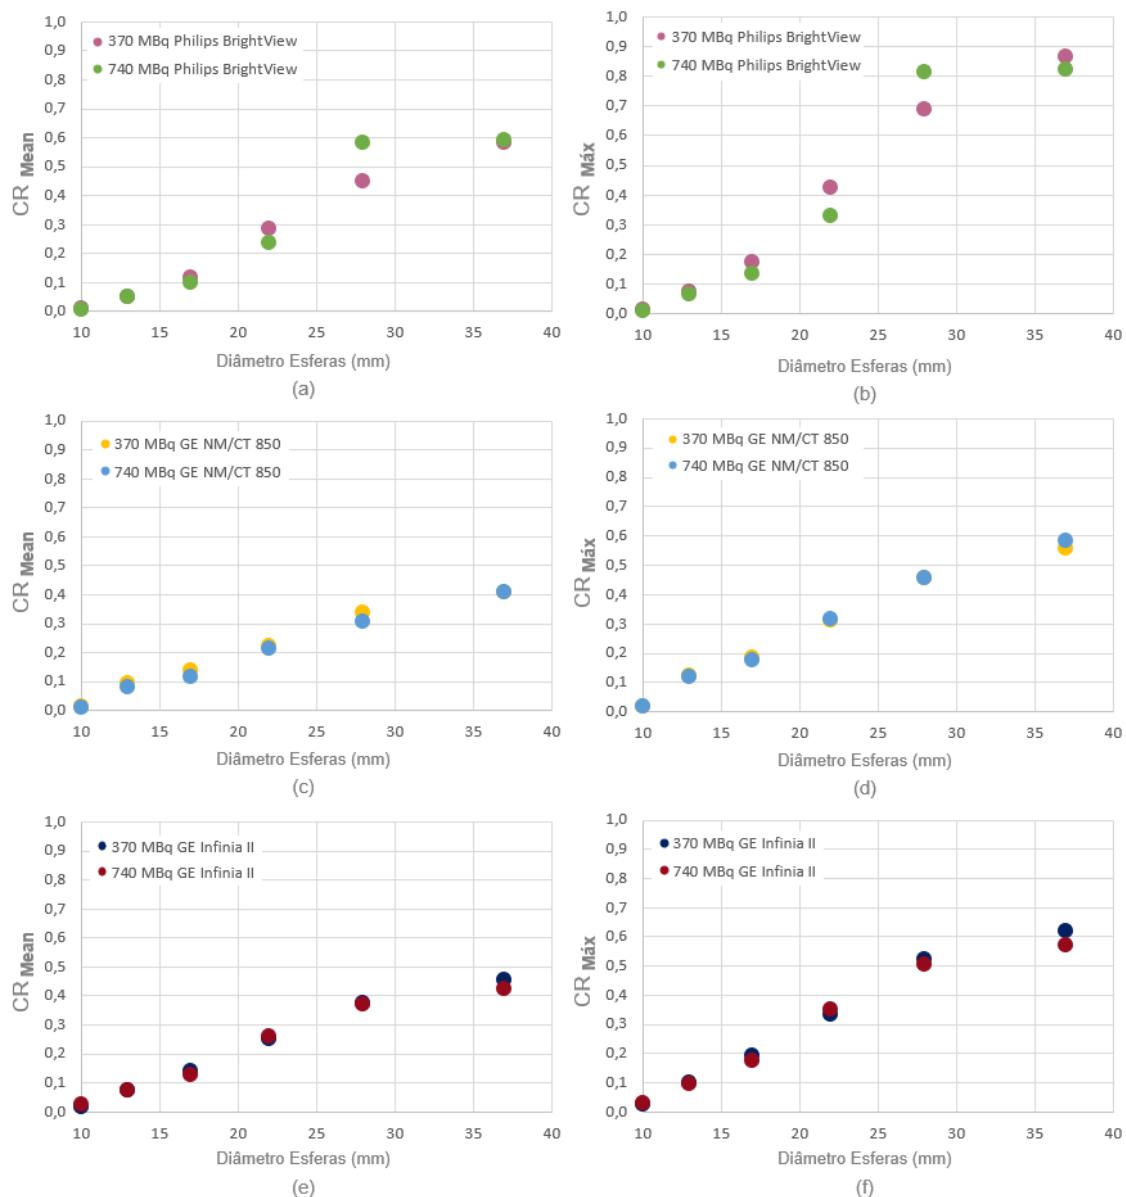 1,0
0,9
0,8
0,7
0,6
0,5
0,4
0,3
0,2
0,1
0,0
CR Mean
370 MBq Philips BrightView
740 MBq Philips BrightView
10 15 20 25 30 35 40
Diâmetro Esferas (mm)
(a)
1,0
0,9
0,8
0,7
0,6
0,5
0,4
0,3
0,2
0,1
0,0
CR Máx
370 MBq Philips BrightView
740 MBq Philips BrightView
10 15 20 25 30 35 40
Diâmetro Esferas (mm)
(b)
1,0
0,9
0,8
0,7
0,6
0,5
0,4
0,3
0,2
0,1
0,0
CR Mean
370 MBq GE NM/CT 850
740 MBq GE NM/CT 850
10 15 20 25 30 35 40
Diâmetro Esferas (mm)
(c)
1,0
0,9
0,8
0,7
0,6
0,5
0,4
0,3
0,2
0,1
0,0
CR Máx
370 MBq GE NM/CT 850
740 MBq GE NM/CT 850
10 15 20 25 30 35 40
Diâmetro Esferas (mm)
(d)
1,0
0,9
0,8
0,7
0,6
0,5
0,4
0,3
0,2
0,1
0,0
CR Mean
370 MBq GE Infinia II
740 MBq GE Infinia II
10 15 20 25 30 35 40
Diâmetro Esferas (mm)
(e)
1,0
0,9
0,8
0,7
0,6
0,5
0,4
0,3
0,2
0,1
0,0
CR Máx
370 MBq GE Infinia II
740 MBq GE Infinia II
10 15 20 25 30 35 40
Diâmetro Esferas (mm)
(f)